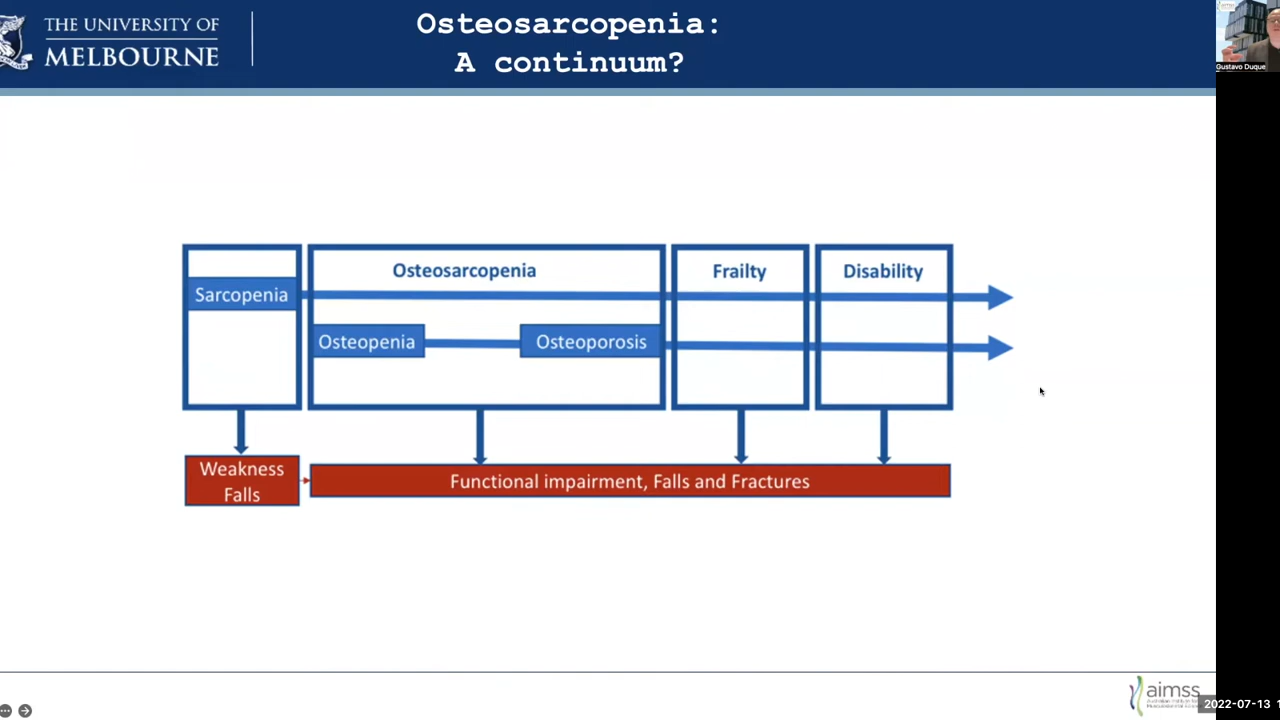 THE UNIVERSITY OF
MELBOURNE
Osteosarcopenia:
A continuum?
Gustavo Duque
Osteosarcopenia
Frailty
Disability
Sarcopenia
Osteopenia
Osteoporosis
Weakness
Falls
Functional impairment, Falls and Fractures
aimss
2022-07-13